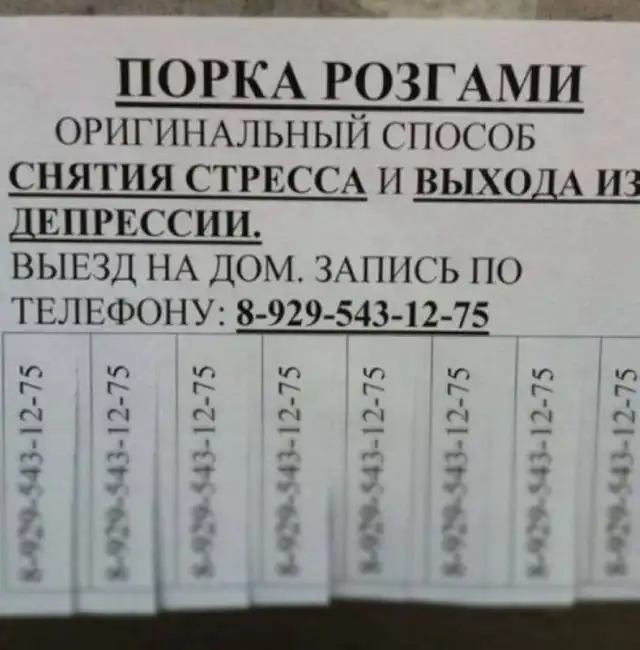 ПОРКА РОЗГАМИ
ОРИГИНАЛЬНЫЙ СПОСОБ
СНЯТИЯ СТРЕССА И ВЫХОДА ИЗ
ДЕПРЕССИИ.
ВЫЕЗД НА ДОМ. ЗАПИСЬ ПО
ТЕЛЕФОНУ: 8-929-543-12-75
8-929-543-12-75
8-929-543-12-75
8-929-543-12-75
8-929-543-12-75
8-929-543-12-75
8-929-543-12-75
8-929-543-12-75
8-929-543-12-75